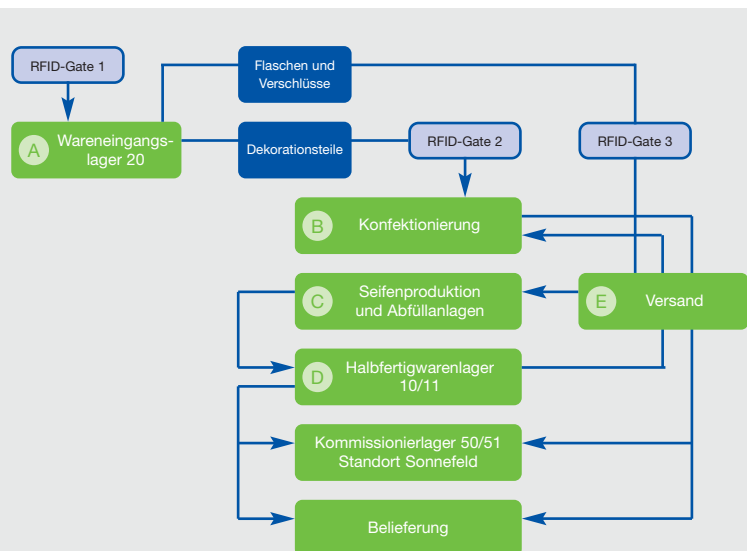 RFID-Gate 1
Flaschen und
Verschlüsse
A
Wareneingangs-
lager 20
Dekorationsteile
RFID-Gate 2
RFID-Gate 3
B
Konfektionierung
C
Seifenproduktion
und Abfüllanlagen
E
Versand
D
Halbfertigwarenlager
10/11
Kommissionierlager 50/51
Standort Sonnefeld
Belieferung